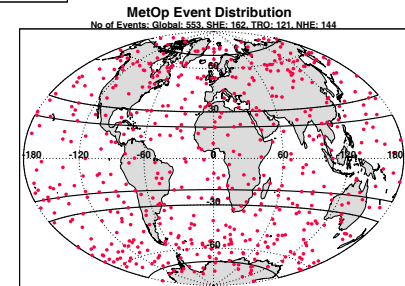 MetOp Event Distribution
No of Events: Global: 553, SHE: 162, TRO: 121, NHE: 144
60
30
-180 -120 -60 0 60 120 180
-30
-60